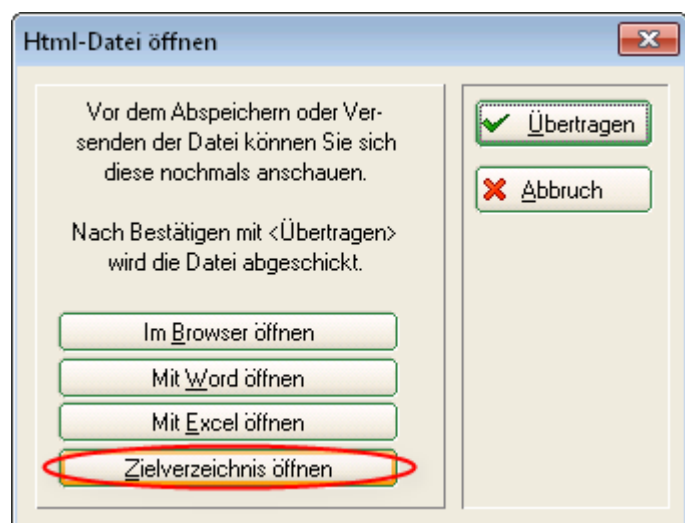 Html-Datei öffnen
Vor dem Abspeichern oder Ver-
senden der Datei können Sie sich
diese nochmals anschauen.
Nach Bestätigen mit <Übertragen>
wird die Datei abgeschickt.
Im Browser öffnen
Mit Word öffnen
Mit Excel öffnen
Zielverzeichnis öffnen
Übertragen
Abbruch